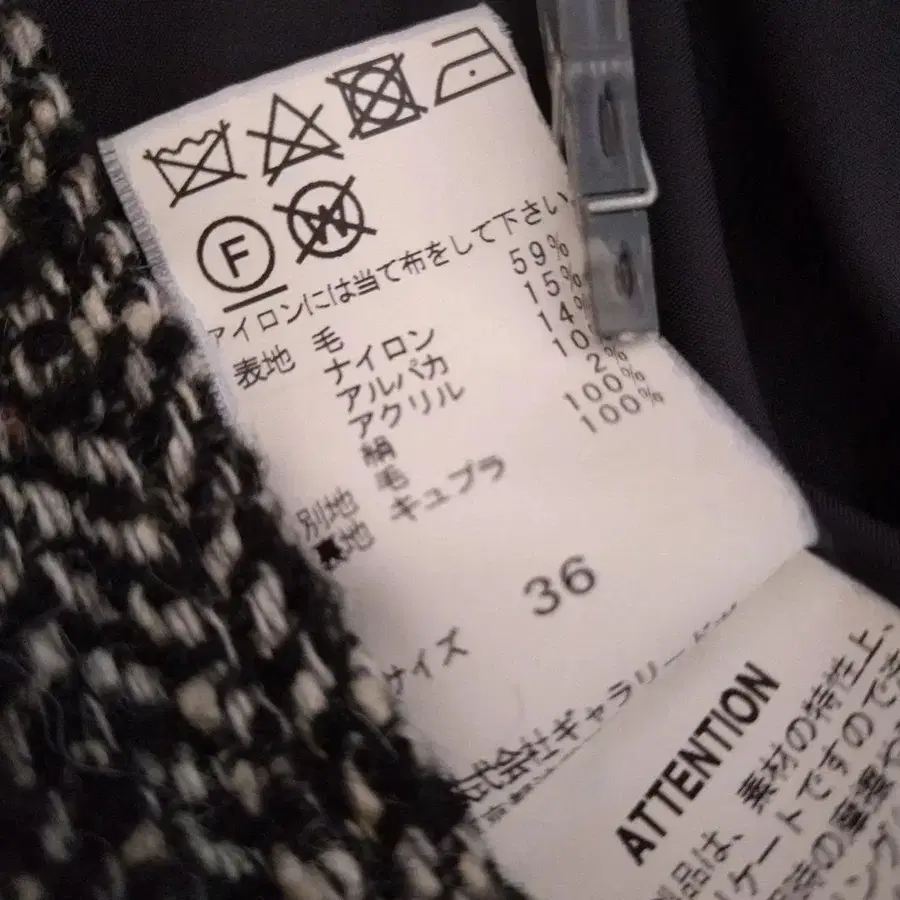 F W
アイロンには当て布をして下さい
表地 毛 59%
ナイロン 15%
アルパカ 14%
アクリル 10%
絹 2%
別地 毛 100%
裏地 キュプラ 100%
サイズ 36
式会社ギャラリー
ATTENTION
品は、素材の特性上、
ケートですので